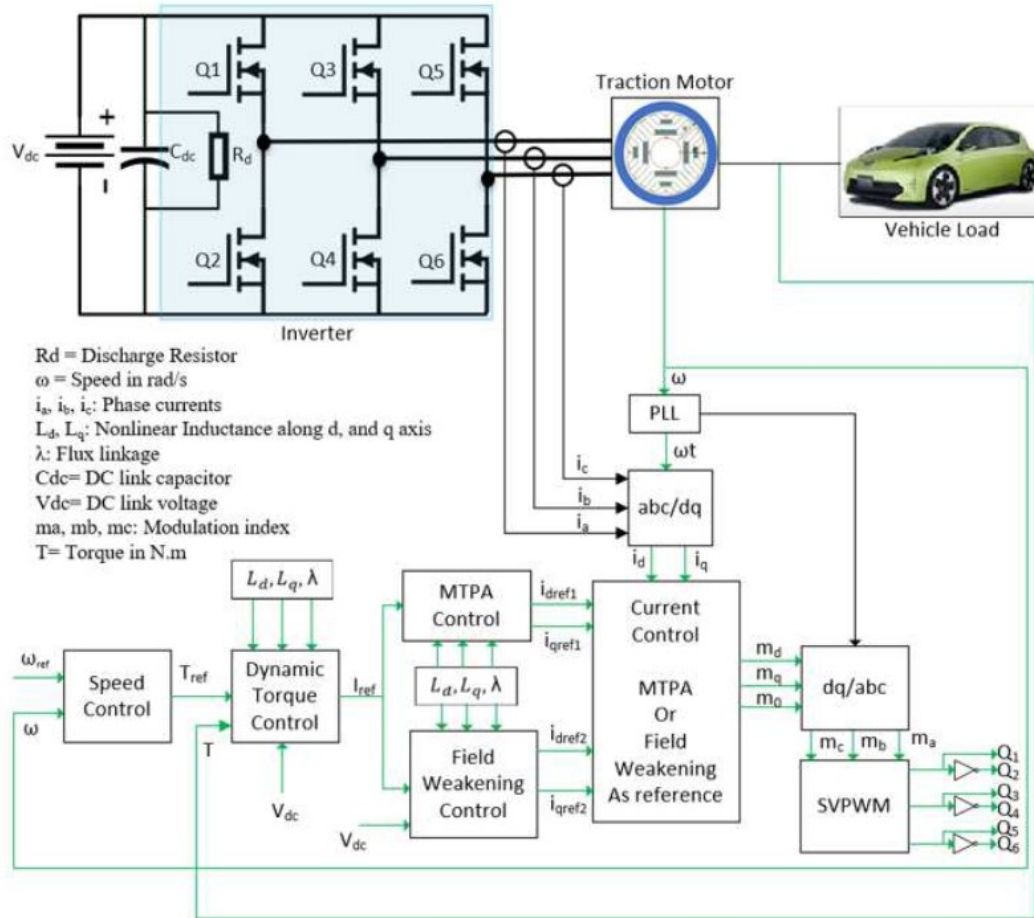 Q1
Q3
Q5
Traction Motor
Vdc
+
Cdc
Rd
−
Q2
Q4
Q6
Inverter
Vehicle Load
Rd = Discharge Resistor
ω = Speed in rad/s
ia, ib, ic: Phase currents
Ld, Lq: Nonlinear Inductance along d, and q axis
λ: Flux linkage
Cdc= DC link capacitor
Vdc= DC link voltage
ma, mb, mc: Modulation index
T= Torque in N.m
ω
PLL
ωt
ic
ib
ia
abc/dq
id
iq
Ld, Lq, λ
ωref
ω
Speed
Control
Tref
T
Dynamic
Torque
Control
Vdc
Iref
MTPA
Control
idref1
iqref1
Ld, Lq, λ
Field
Weakening
Control
Vdc
idref2
iqref2
Current
Control
MTPA
Or
Field
Weakening
As reference
md
mq
m0
dq/abc
mc
mb
ma
SVPWM
Q1
Q2
Q3
Q4
Q5
Q6